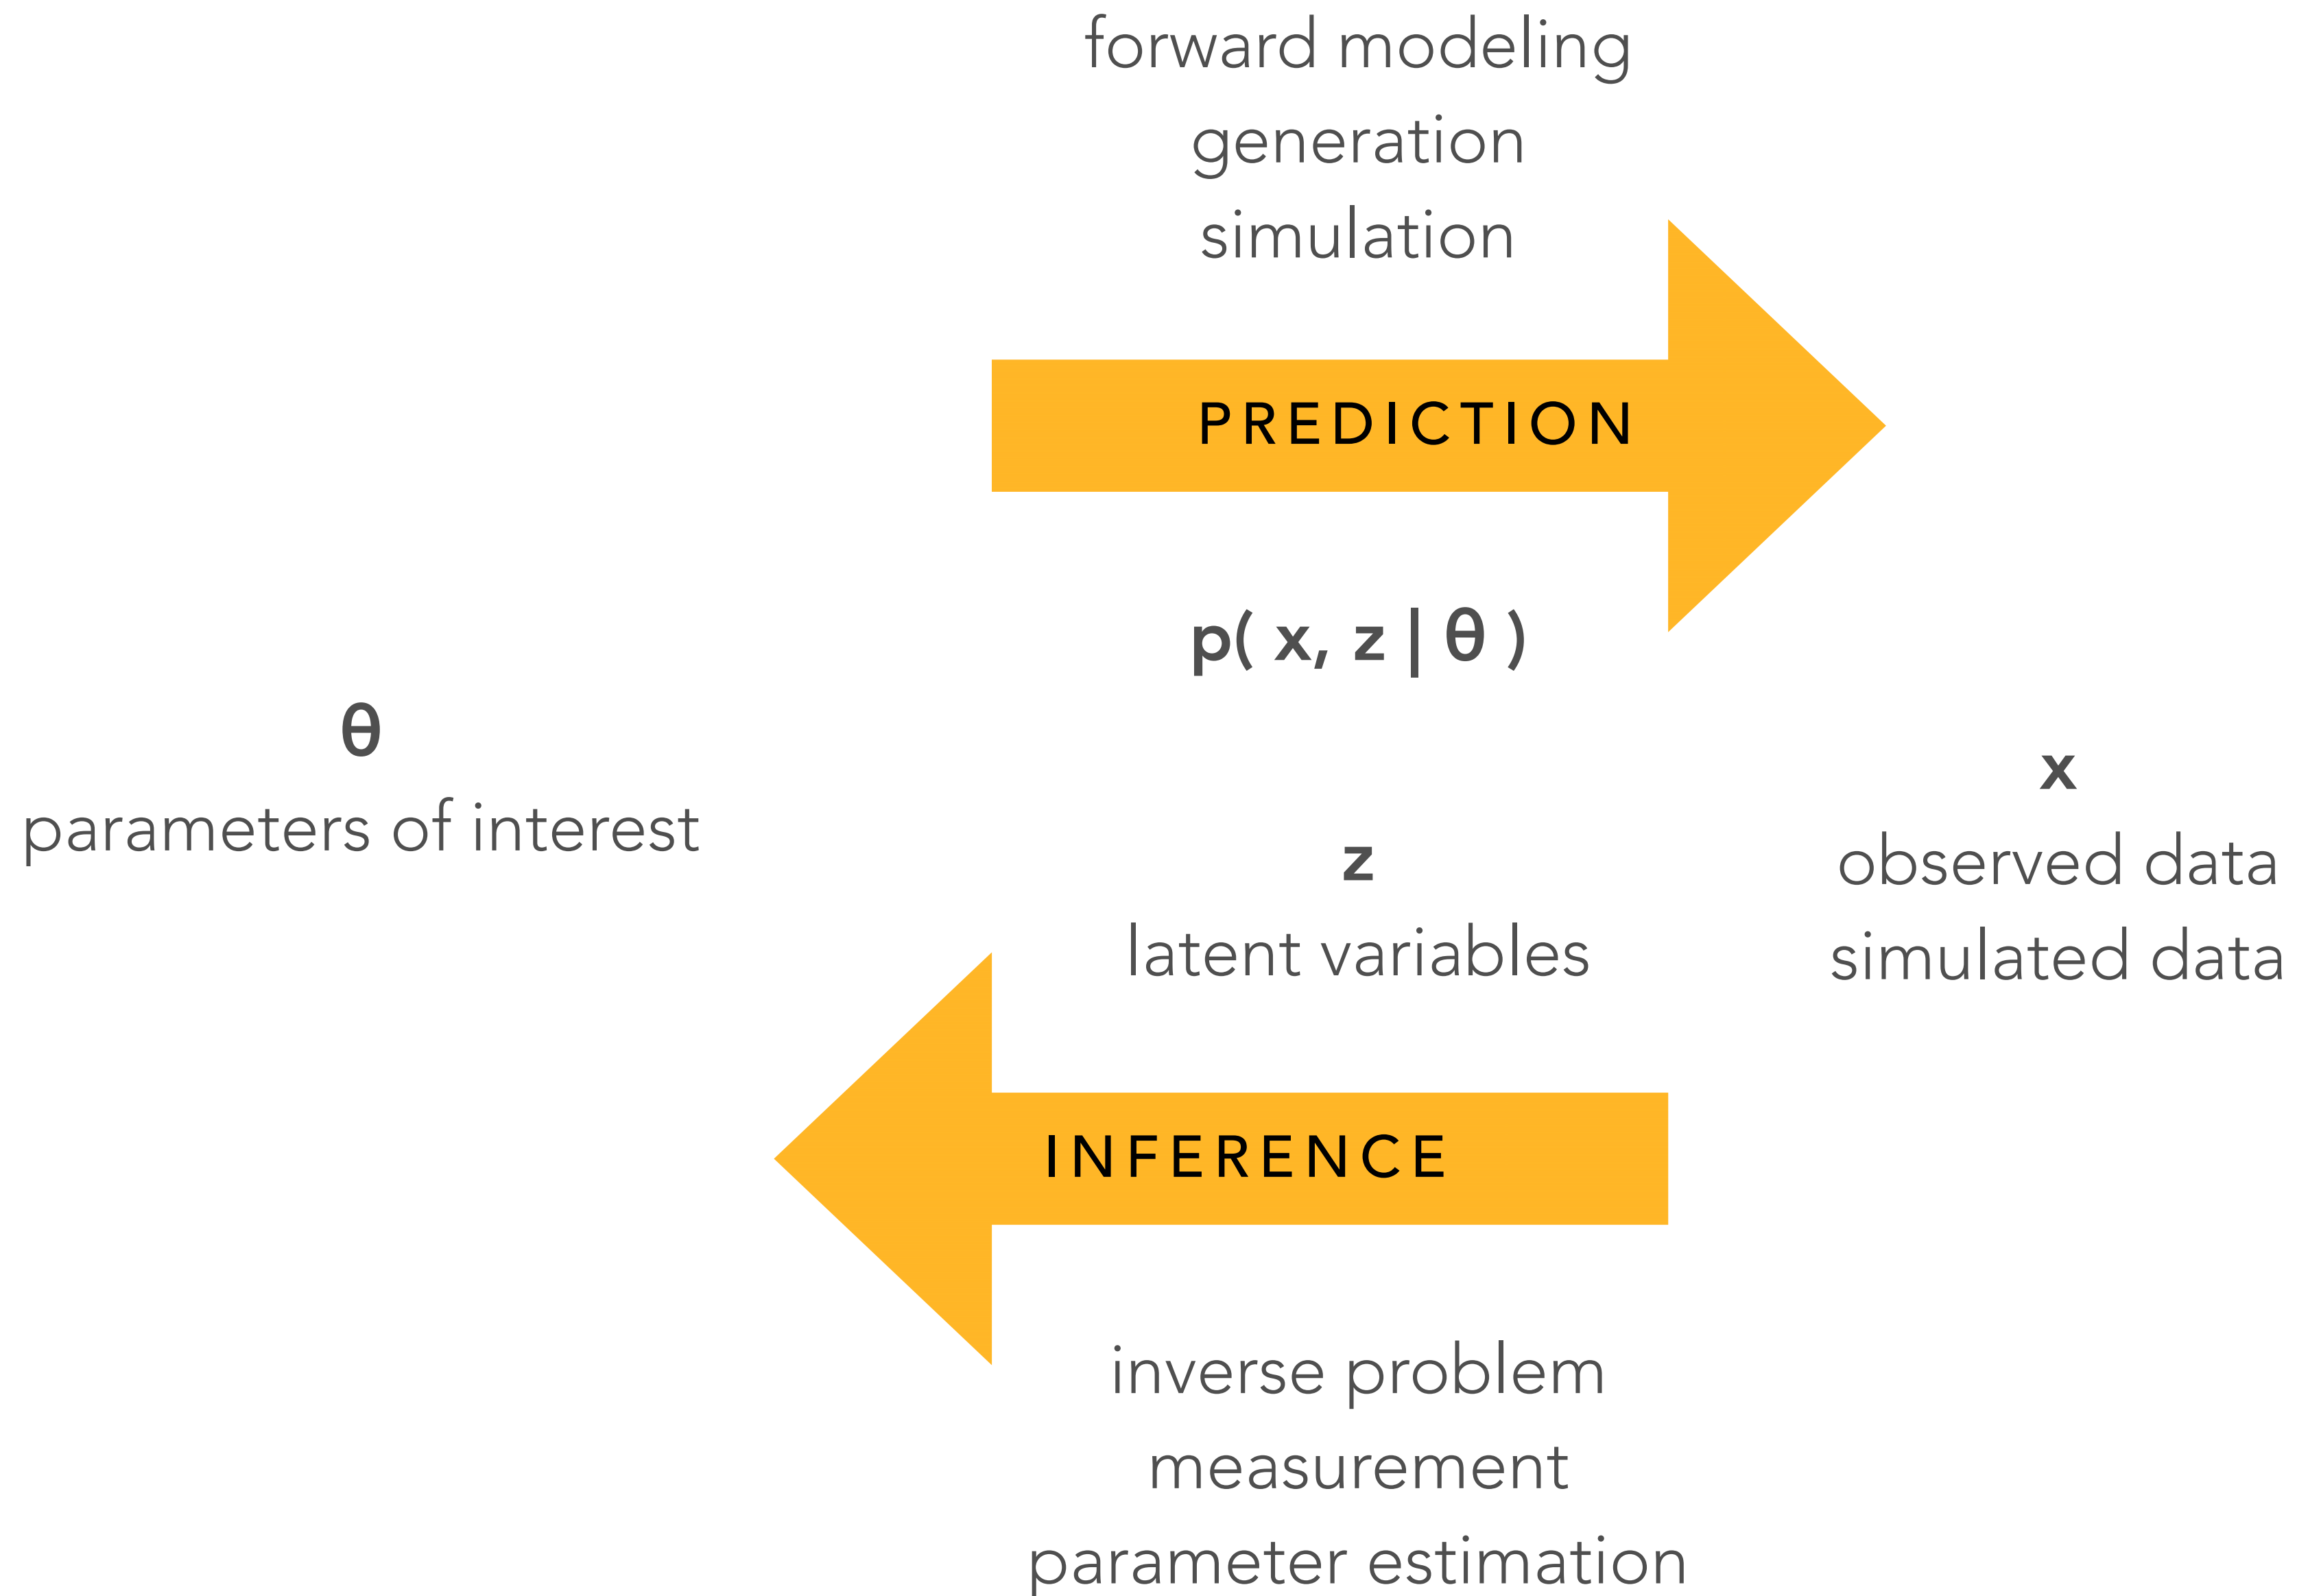 forward modeling
generation
simulation
PREDICTION
p( x, z | θ )
θ
parameters of interest
x
observed data
simulated data
z
latent variables
INFERENCE
inverse problem
measurement
parameter estimation